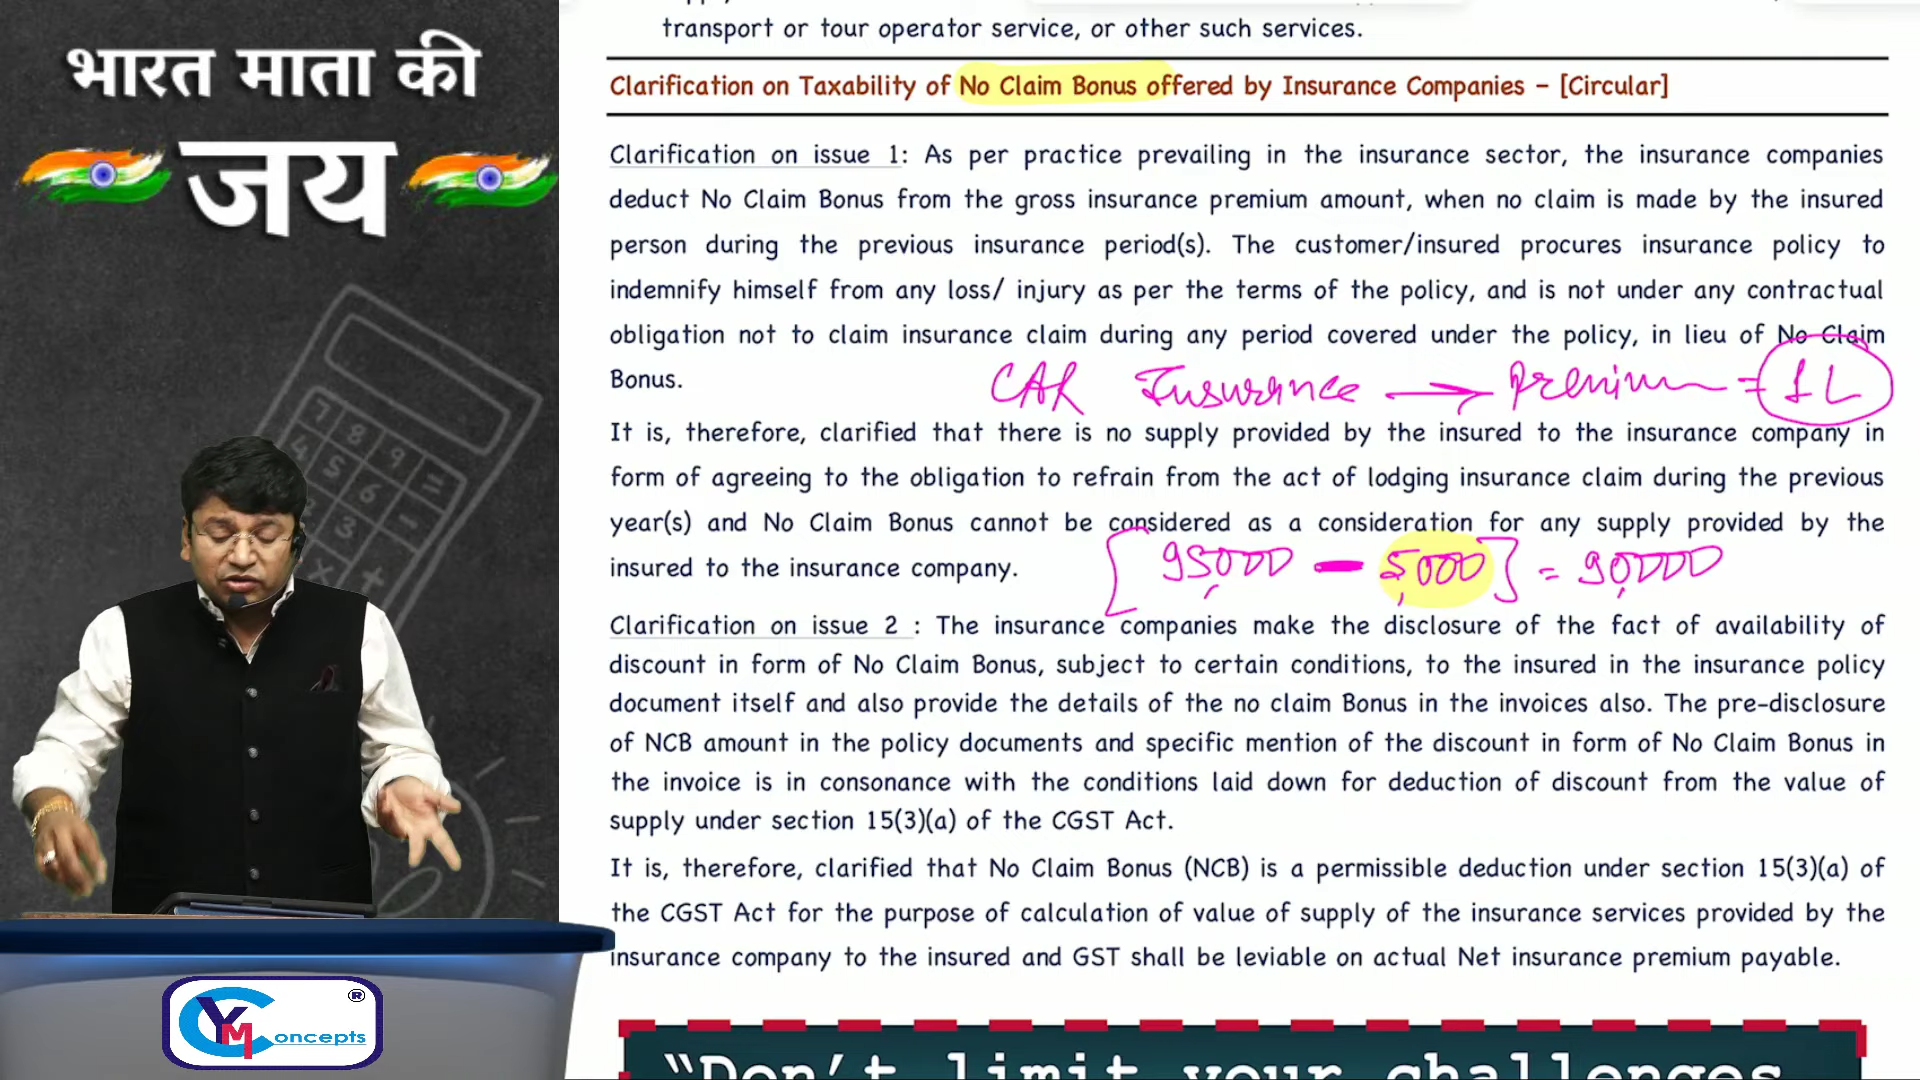 भारत माता की
जय
transport or tour operator service, or other such services.
Clarification on Taxability of No Claim Bonus offered by Insurance Companies – [Circular]
Clarification on issue 1: As per practice prevailing in the insurance sector, the insurance companies
deduct No Claim Bonus from the gross insurance premium amount, when no claim is made by the insured
person during the previous insurance period(s). The customer/insured procures insurance policy to
indemnify himself from any loss/ injury as per the terms of the policy, and is not under any contractual
obligation not to claim insurance claim during any period covered under the policy, in lieu of No Claim
Bonus.
CAR Insurance → Premium = 1 L
It is, therefore, clarified that there is no supply provided by the insured to the insurance company in
form of agreeing to the obligation to refrain from the act of lodging insurance claim during the previous
year(s) and No Claim Bonus cannot be considered as a consideration for any supply provided by the
insured to the insurance company.
[95,000 – 5,000] = 90,000
Clarification on issue 2 : The insurance companies make the disclosure of the fact of availability of
discount in form of No Claim Bonus, subject to certain conditions, to the insured in the insurance policy
document itself and also provide the details of the no claim Bonus in the invoices also. The pre-disclosure
of NCB amount in the policy documents and specific mention of the discount in form of No Claim Bonus in
the invoice is in consonance with the conditions laid down for deduction of discount from the value of
supply under section 15(3)(a) of the CGST Act.
It is, therefore, clarified that No Claim Bonus (NCB) is a permissible deduction under section 15(3)(a) of
the CGST Act for the purpose of calculation of value of supply of the insurance services provided by the
insurance company to the insured and GST shall be leviable on actual Net insurance premium payable.
YM Concepts ®
“Don’t limit your challenges